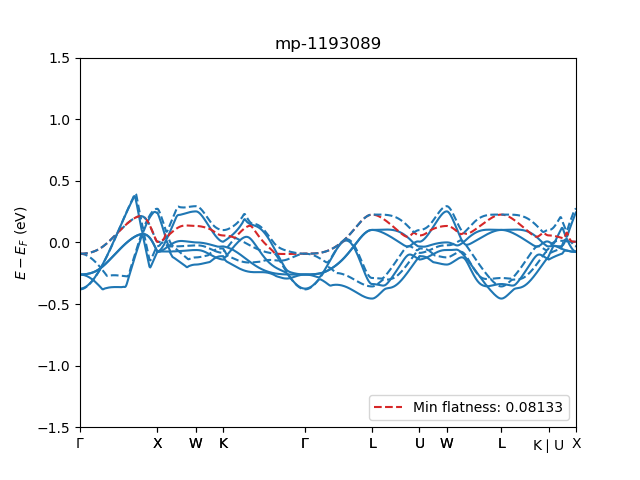 mp-1193089
E − E_F (eV)
1.5
1.0
0.5
0.0
−0.5
−1.0
−1.5
Min flatness: 0.08133
Γ X W K Γ L U W L K | U X